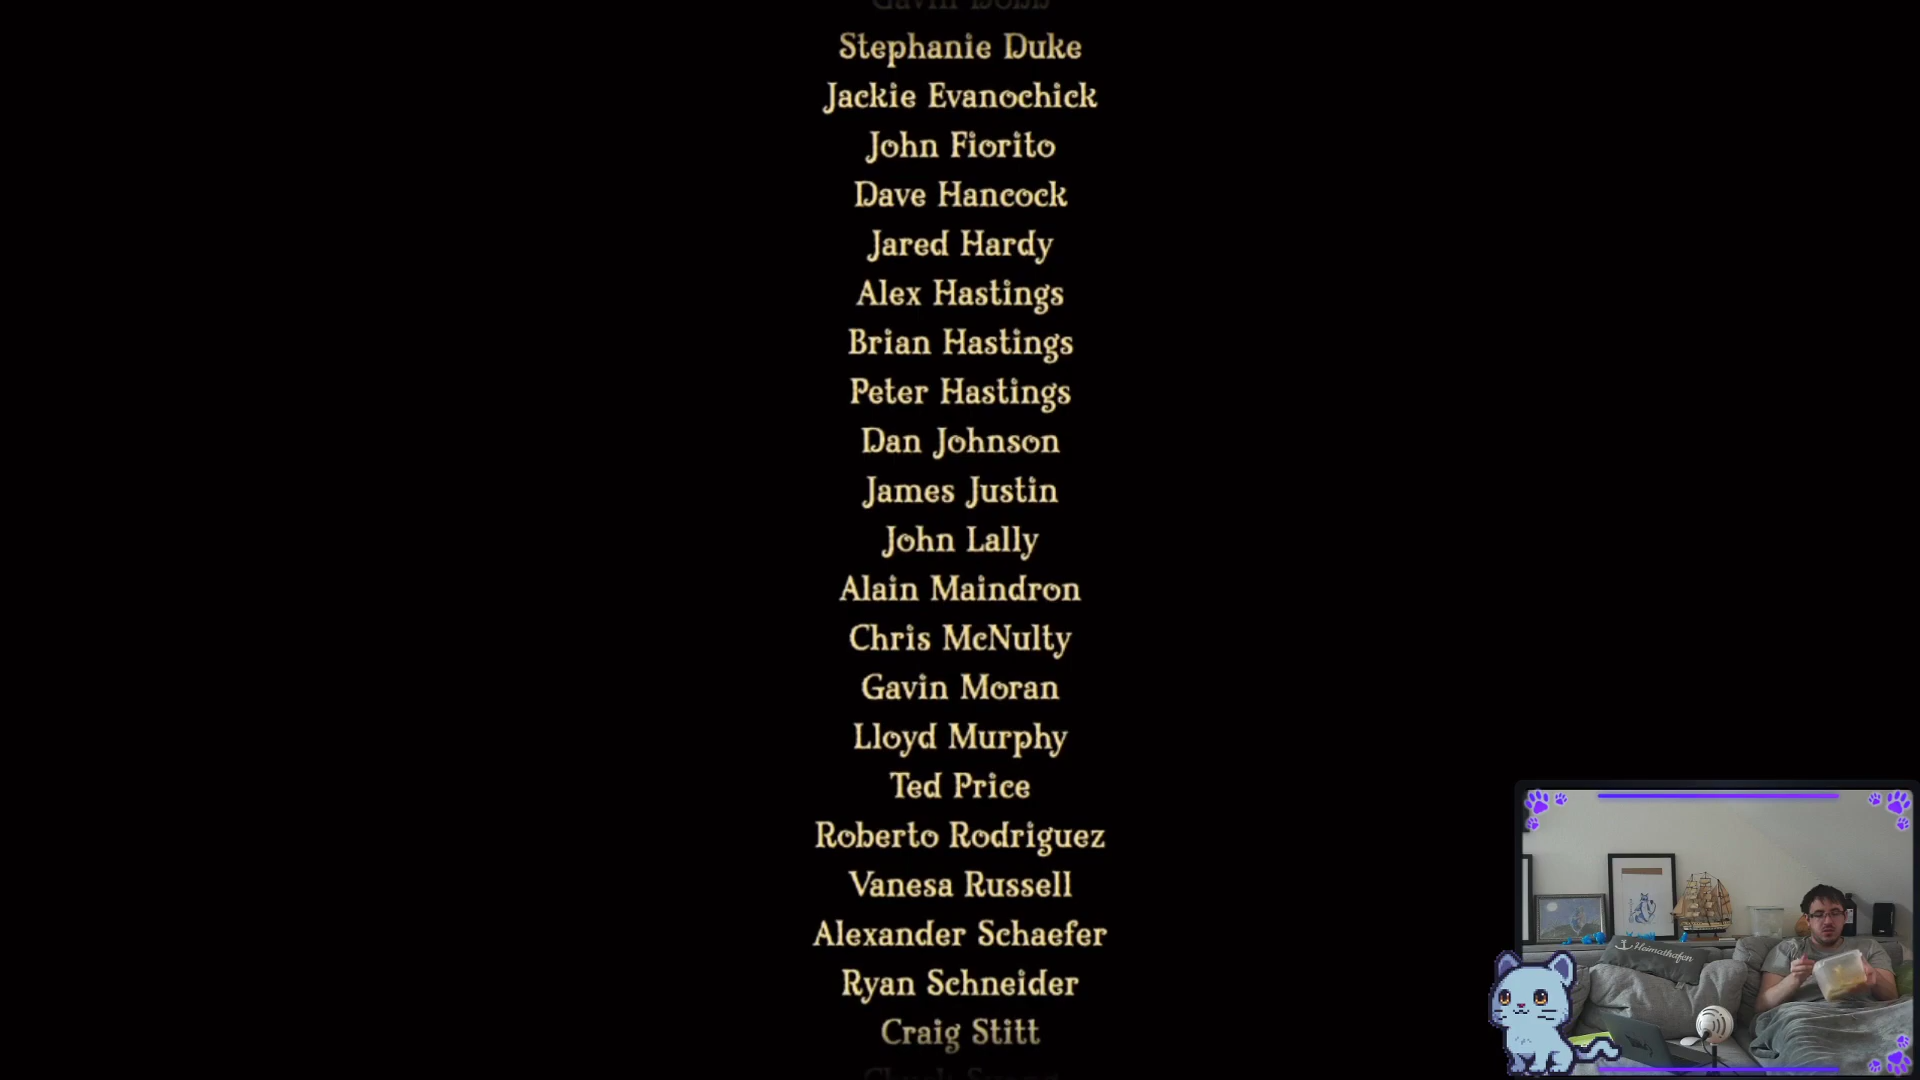 Stephanie Duke
Jackie Evanochick
John Fiorito
Dave Hancock
Jared Hardy
Alex Hastings
Brian Hastings
Peter Hastings
Dan Johnson
James Justin
John Lally
Alain Maindron
Chris McNulty
Gavin Moran
Lloyd Murphy
Ted Price
Roberto Rodriguez
Vanesa Russell
Alexander Schaefer
Ryan Schneider
Craig Stitt
Heimathafen